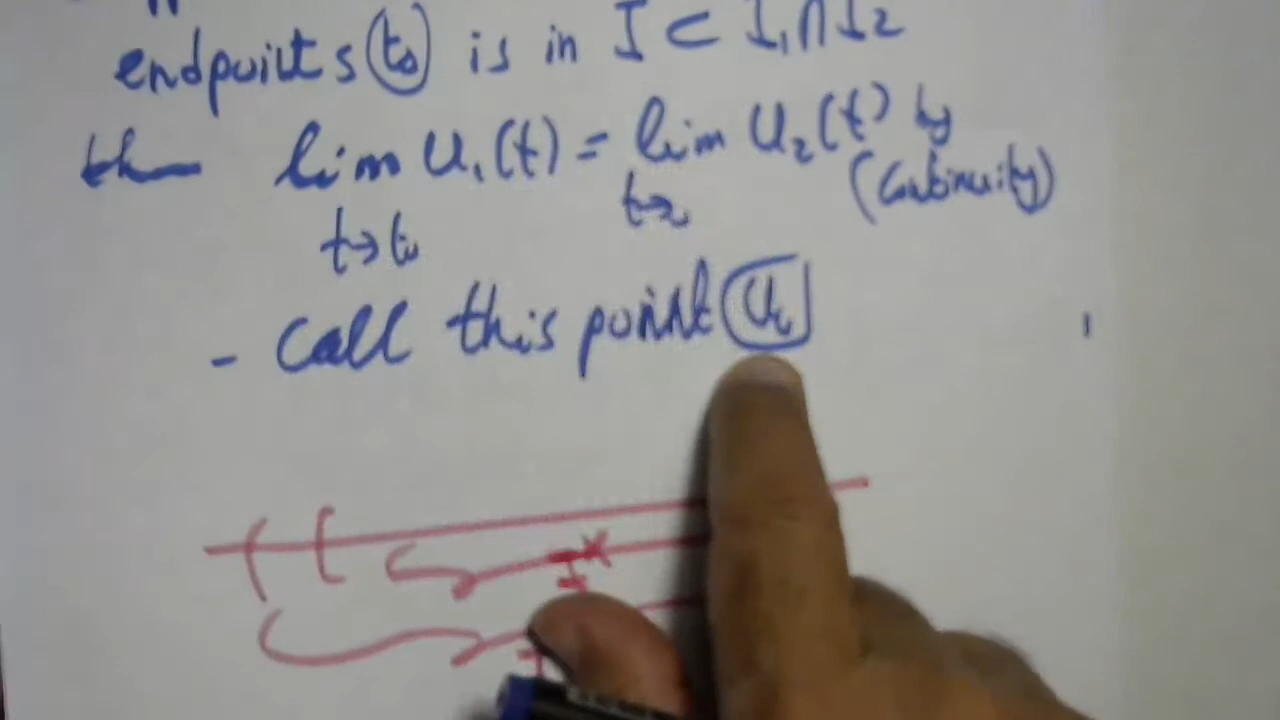 endpoints t₀ is in I ⊂ I₁∩I₂
then lim U₁(t) = lim U₂(t) by
t→t₀ t→t₀ (Continuity)
- Call this point U₀